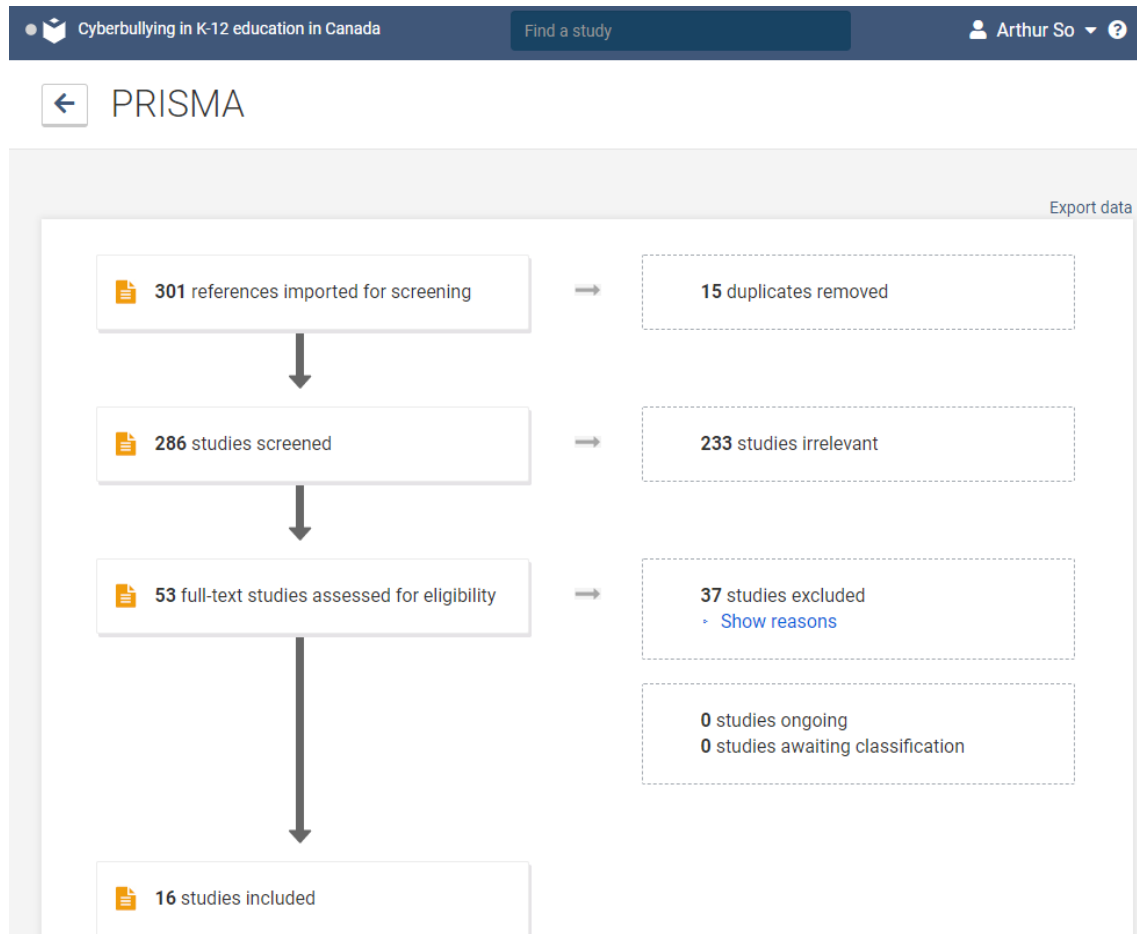 Cyberbullying in K-12 education in Canada
Find a study
Arthur So
?
PRISMA
Export data
301 references imported for screening
15 duplicates removed
286 studies screened
233 studies irrelevant
53 full-text studies assessed for eligibility
37 studies excluded
Show reasons
0 studies ongoing
0 studies awaiting classification
16 studies included